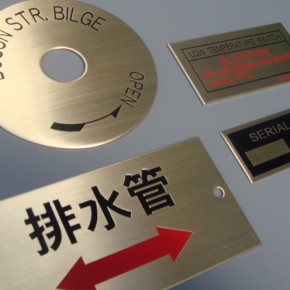 BOSUN STR. BILGE
OPEN
LOW TEMPERATURE SWITCH
SERIAL
排水管